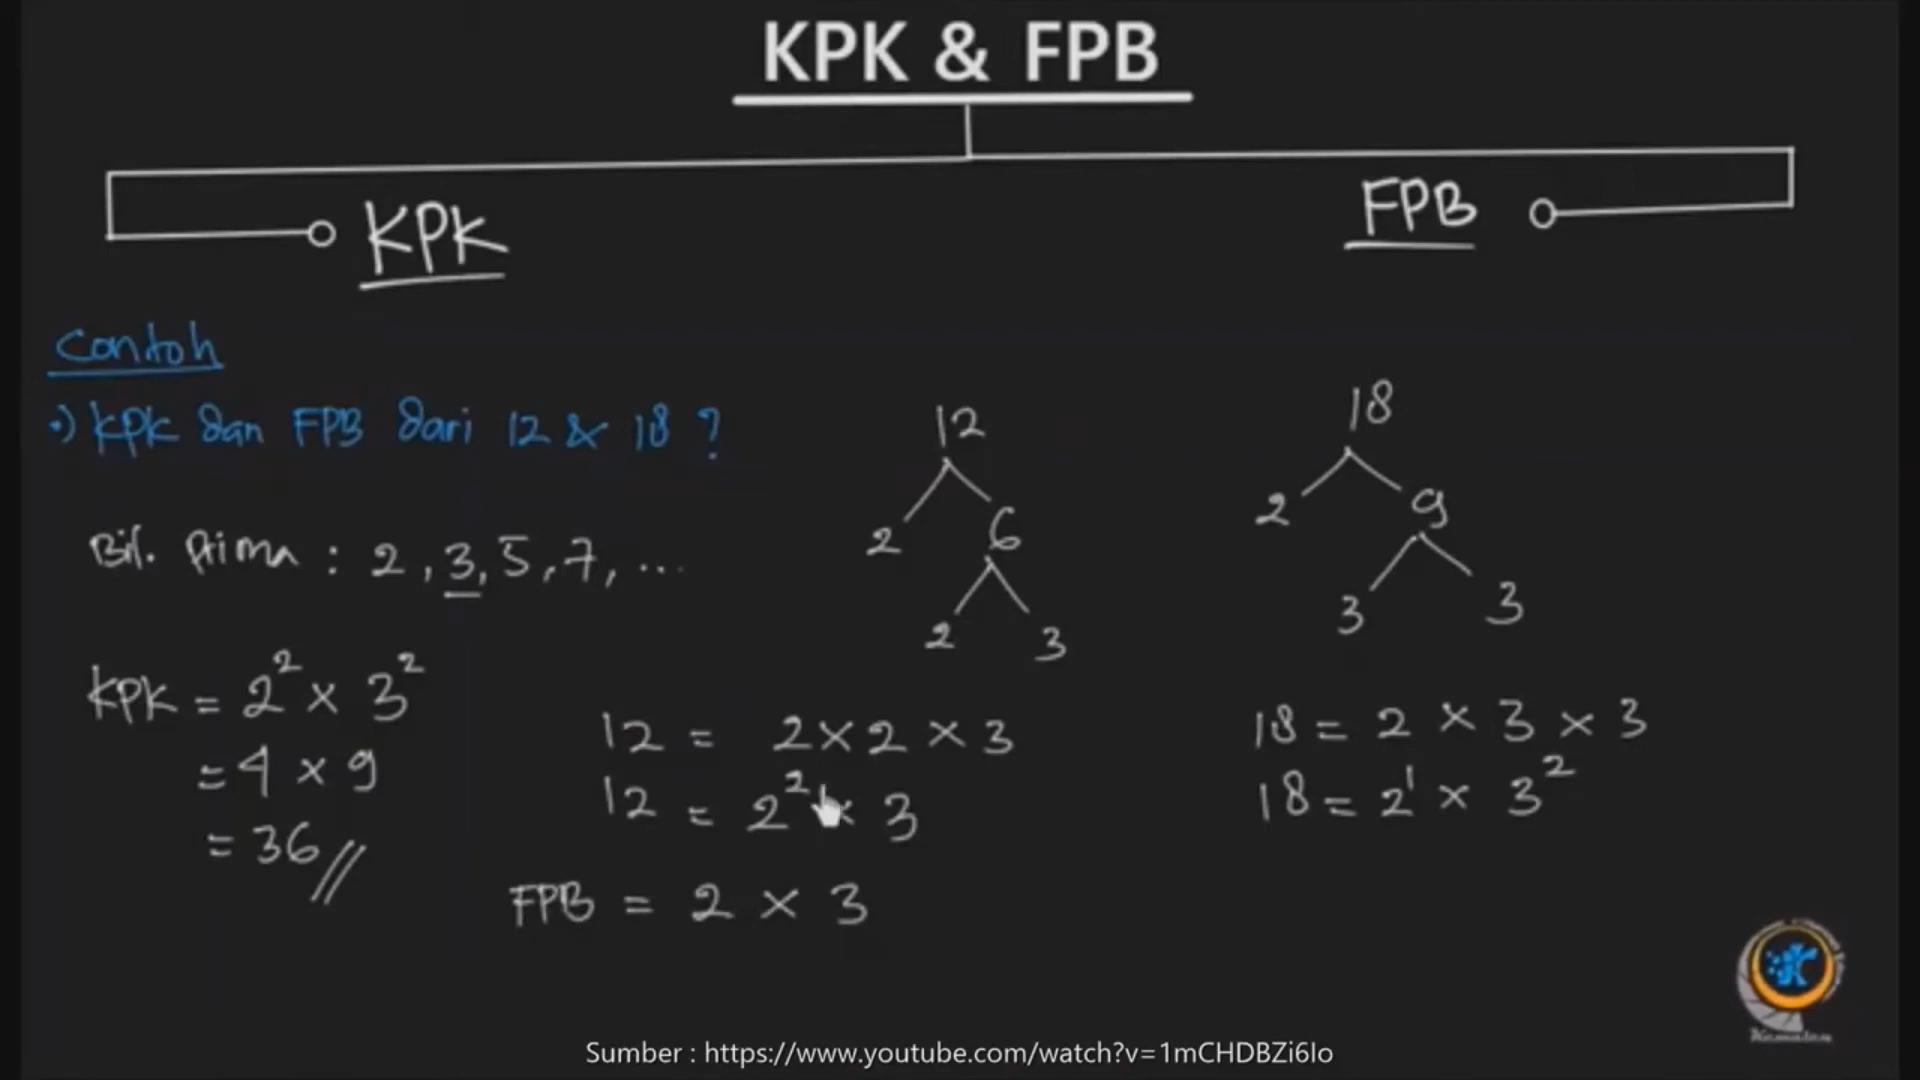 KPK & FPB
KPK
FPB
Contoh
•) KPK dan FPB dari 12 & 18 ?
Bil. Prima : 2, 3, 5, 7, ...
12
2 6
2 3
18
2 9
3 3
KPK = 2² × 3²
= 4 × 9
= 36 //
12 = 2 × 2 × 3
12 = 2² × 3
18 = 2 × 3 × 3
18 = 2¹ × 3²
FPB = 2 × 3
Sumber : https://www.youtube.com/watch?v=1mCHDBZi6Io